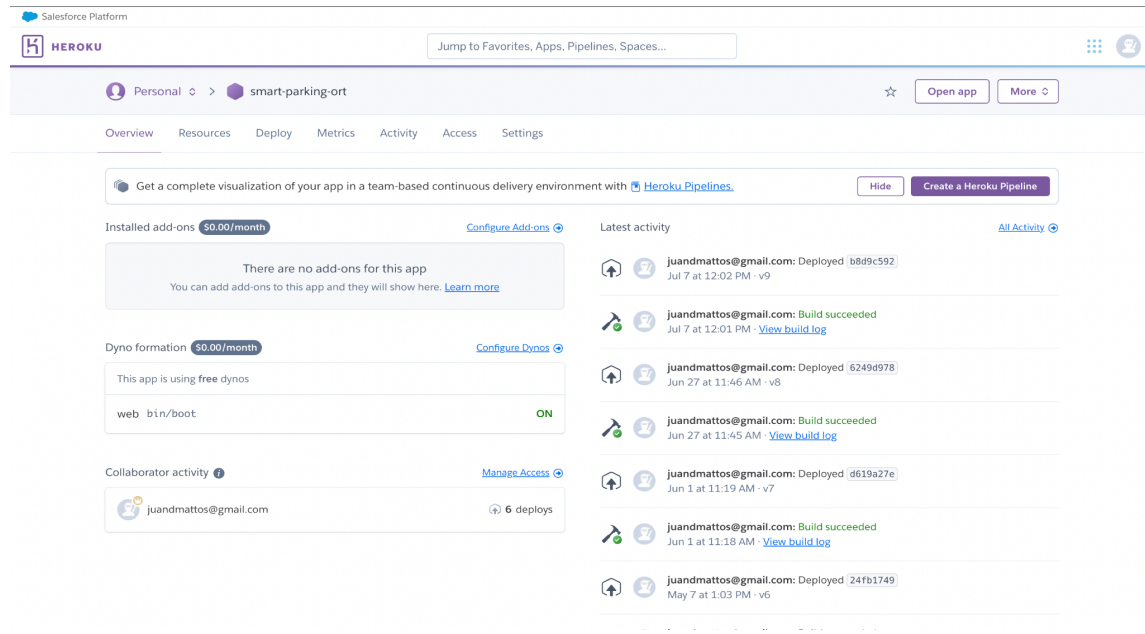 Salesforce Platform
HEROKU
Jump to Favorites, Apps, Pipelines, Spaces...
Personal > smart-parking-ort
Open app
More
Overview Resources Deploy Metrics Activity Access Settings
Get a complete visualization of your app in a team-based continuous delivery environment with Heroku Pipelines.
Hide
Create a Heroku Pipeline
Installed add-ons $0.00/month
Configure Add-ons
There are no add-ons for this app
You can add add-ons to this app and they will show here. Learn more
Dyno formation $0.00/month
Configure Dynos
This app is using free dynos
web bin/boot
ON
Collaborator activity
Manage Access
juandmattos@gmail.com
6 deploys
Latest activity
All Activity
juandmattos@gmail.com: Deployed b8d9c592
Jul 7 at 12:02 PM · v9
juandmattos@gmail.com: Build succeeded
Jul 7 at 12:01 PM · View build log
juandmattos@gmail.com: Deployed 6249d978
Jun 27 at 11:46 AM · v8
juandmattos@gmail.com: Build succeeded
Jun 27 at 11:45 AM · View build log
juandmattos@gmail.com: Deployed d619a27e
Jun 1 at 11:19 AM · v7
juandmattos@gmail.com: Build succeeded
Jun 1 at 11:18 AM · View build log
juandmattos@gmail.com: Deployed 24fb1749
May 7 at 1:03 PM · v6